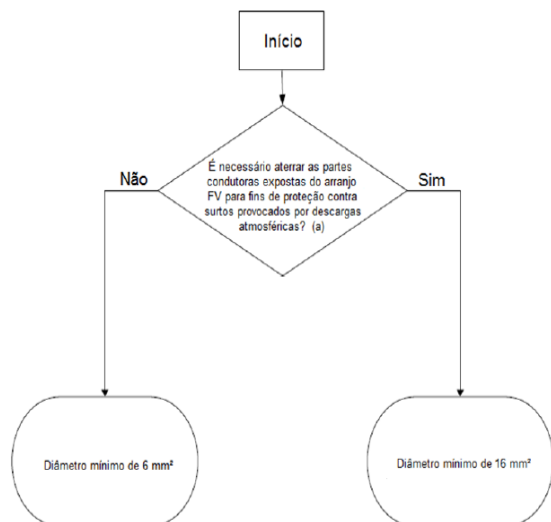 Início
É necessário aterrar as partes
condutoras expostas do arranjo
FV para fins de proteção contra
surtos provocados por descargas
atmosféricas? (a)
Não
Sim
Diâmetro mínimo de 6 mm²
Diâmetro mínimo de 16 mm²